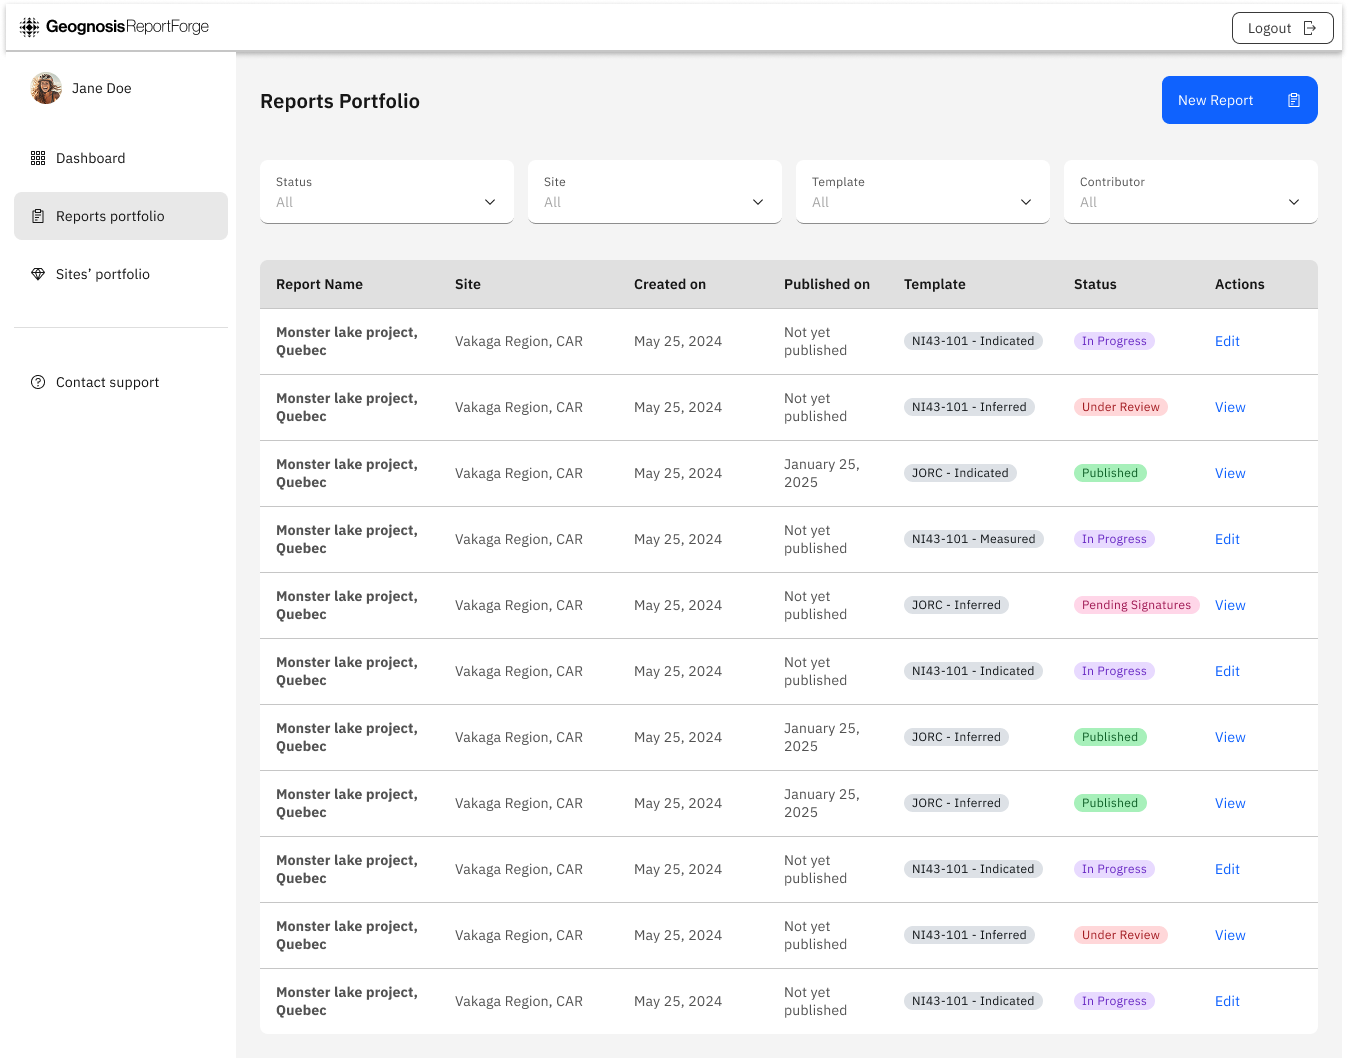 Geognosis ReportForge
Logout
Jane Doe
Dashboard
Reports portfolio
Sites’ portfolio
Contact support
Reports Portfolio
New Report
Status
All
Site
All
Template
All
Contributor
All
Report Name Site Created on Published on Template Status Actions
Monster lake project,
Quebec
Vakaga Region, CAR May 25, 2024
Not yet
published
NI43-101 - Indicated In Progress Edit
Monster lake project,
Quebec
Vakaga Region, CAR May 25, 2024
Not yet
published
NI43-101 - Inferred Under Review View
Monster lake project,
Quebec
Vakaga Region, CAR May 25, 2024
January 25,
2025
JORC - Indicated Published View
Monster lake project,
Quebec
Vakaga Region, CAR May 25, 2024
Not yet
published
NI43-101 - Measured In Progress Edit
Monster lake project,
Quebec
Vakaga Region, CAR May 25, 2024
Not yet
published
JORC - Inferred Pending Signatures View
Monster lake project,
Quebec
Vakaga Region, CAR May 25, 2024
Not yet
published
NI43-101 - Indicated In Progress Edit
Monster lake project,
Quebec
Vakaga Region, CAR May 25, 2024
January 25,
2025
JORC - Inferred Published View
Monster lake project,
Quebec
Vakaga Region, CAR May 25, 2024
January 25,
2025
JORC - Inferred Published View
Monster lake project,
Quebec
Vakaga Region, CAR May 25, 2024
Not yet
published
NI43-101 - Indicated In Progress Edit
Monster lake project,
Quebec
Vakaga Region, CAR May 25, 2024
Not yet
published
NI43-101 - Inferred Under Review View
Monster lake project,
Quebec
Vakaga Region, CAR May 25, 2024
Not yet
published
NI43-101 - Indicated In Progress Edit